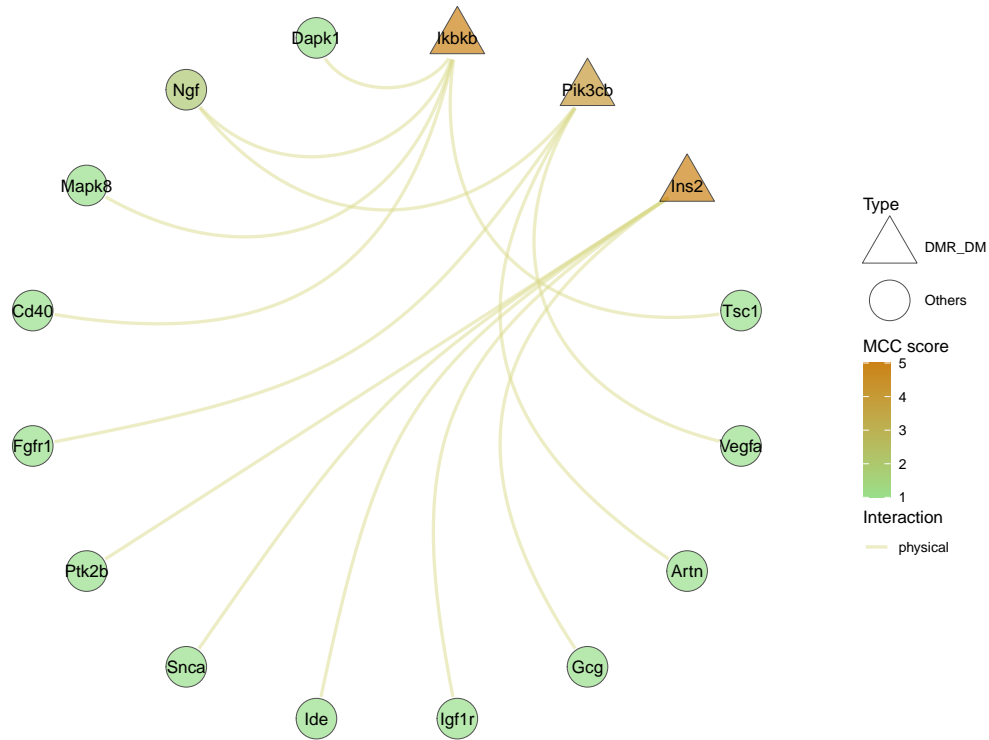 Dapk1
Ikbkb
Ngf
Pik3cb
Mapk8
Ins2
Cd40
Tsc1
Fgfr1
Vegfa
Ptk2b
Artn
Snca
Gcg
Ide
Igf1r
Type
DMR_DM
Others
MCC score
5
4
3
2
1
Interaction
physical